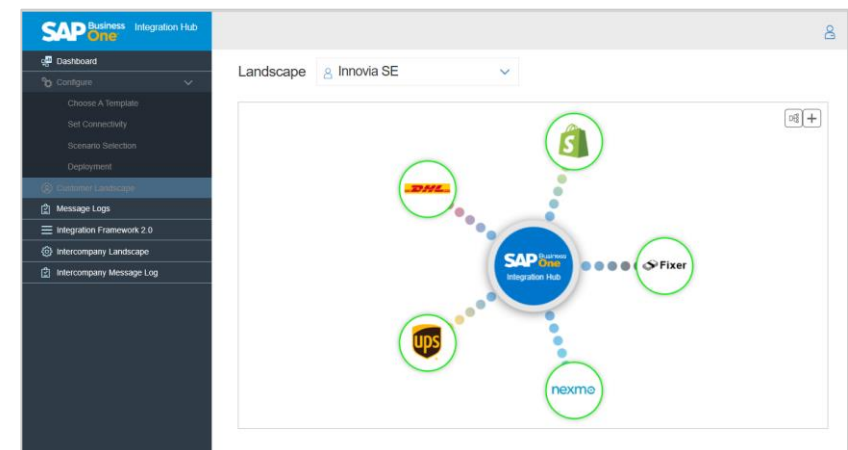 SAP Business One Integration Hub
Dashboard
Configure
Choose A Template
Set Connectivity
Scenario Selection
Deployment
Customer Landscape
Message Logs
Integration Framework 2.0
Intercompany Landscape
Intercompany Message Log
Landscape Innovia SE
S
DHL
SAP Business One
Integration Hub
Fixer
ups
nexmo